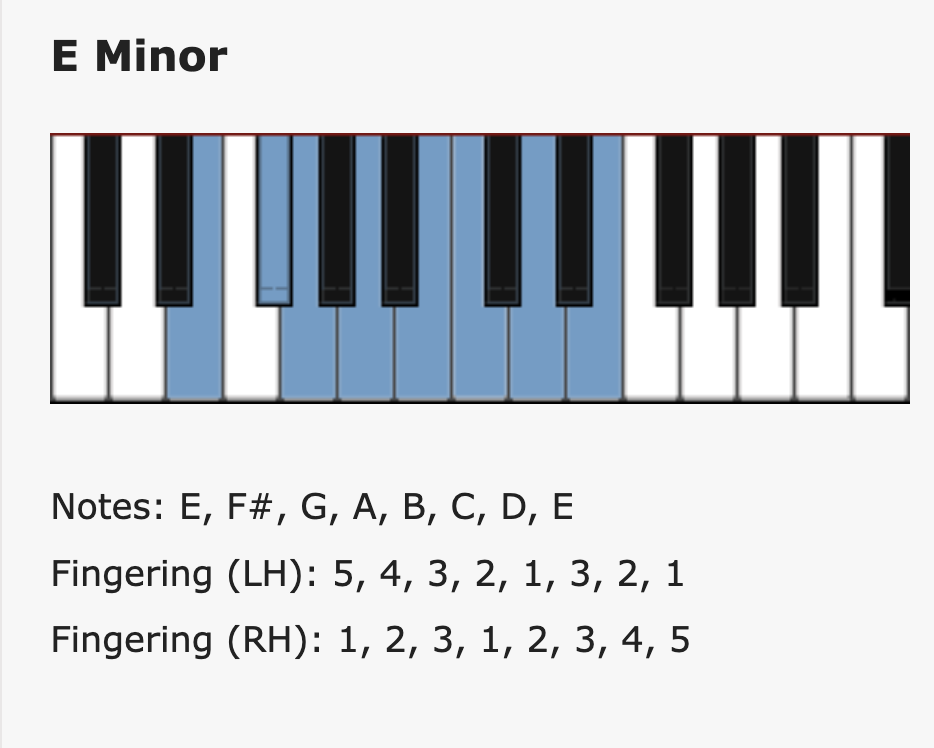 E Minor
Notes: E, F#, G, A, B, C, D, E
Fingering (LH): 5, 4, 3, 2, 1, 3, 2, 1
Fingering (RH): 1, 2, 3, 1, 2, 3, 4, 5